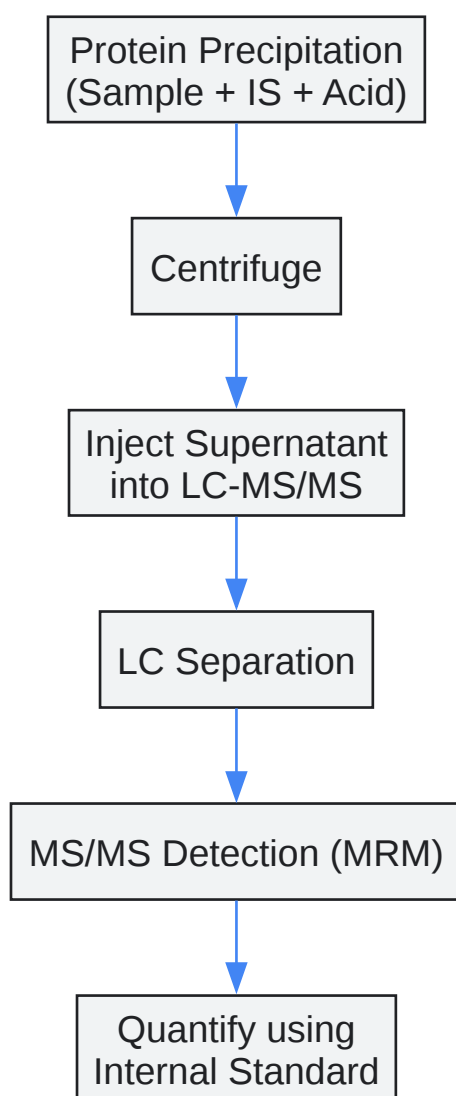 Protein Precipitation
(Sample + IS + Acid)
Centrifuge
Inject Supernatant
into LC-MS/MS
LC Separation
MS/MS Detection (MRM)
Quantify using
Internal Standard